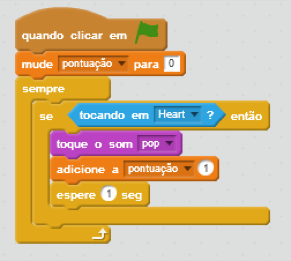 quando clicar em
mude pontuação para 0
sempre
se tocando em Heart ? então
toque o som pop
adicione a pontuação 1
espere 1 seg